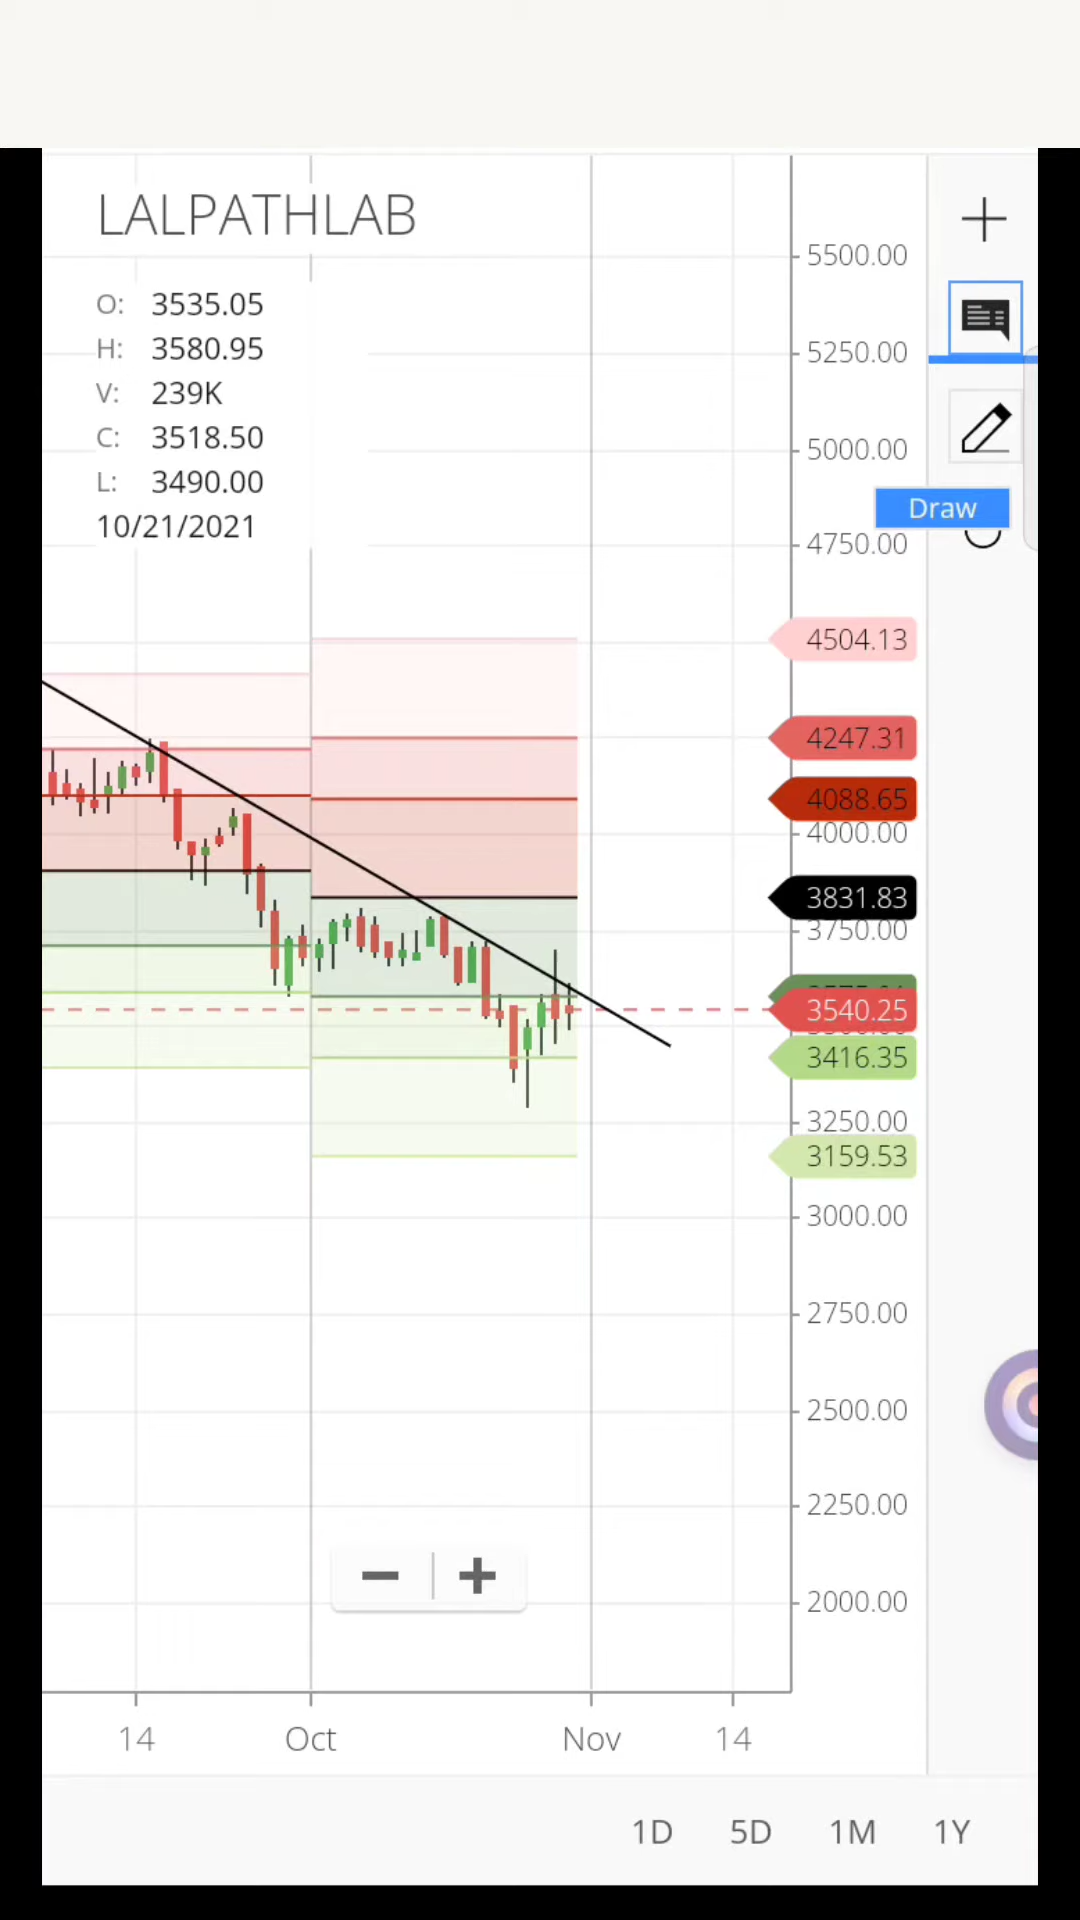 LALPATHLAB
O: 3535.05
H: 3580.95
V: 239K
C: 3518.50
L: 3490.00
10/21/2021
5500.00
5250.00
5000.00
Draw
4750.00
4504.13
4247.31
4088.65
4000.00
3831.83
3750.00
3540.25
3416.35
3250.00
3159.53
3000.00
2750.00
2500.00
2250.00
2000.00
14 Oct Nov 14
1D 5D 1M 1Y